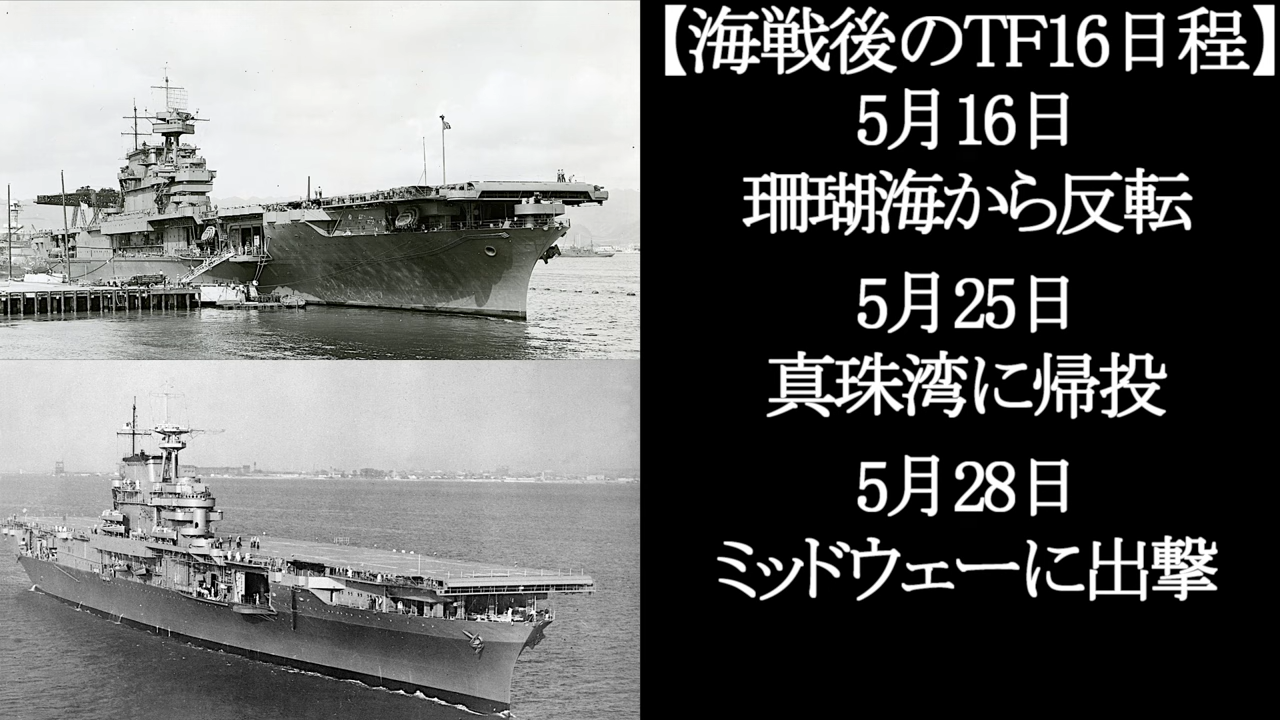 【海戦後のTF16日程】
5月16日
珊瑚海から反転
5月25日
真珠湾に帰投
5月28日
ミッドウェーに出撃